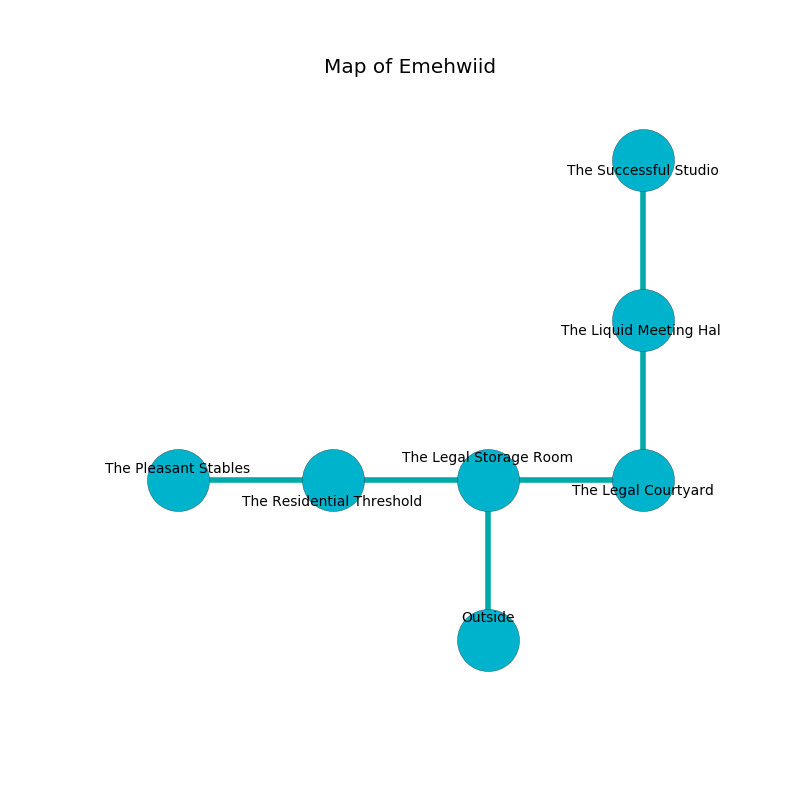 Map of Emehwiid
The Successful Studio
The Liquid Meeting Hal
The Legal Storage Room
The Pleasant Stables
The Legal Courtyard
The Residential Threshold
Outside